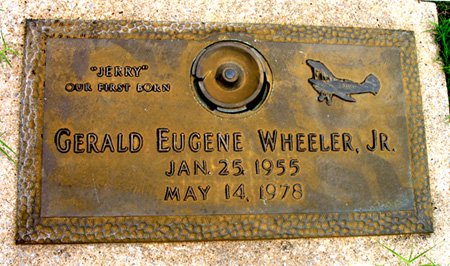 "JERRY"
OUR FIRST BORN
GERALD EUGENE WHEELER, JR.
JAN. 25, 1955
MAY 14, 1978